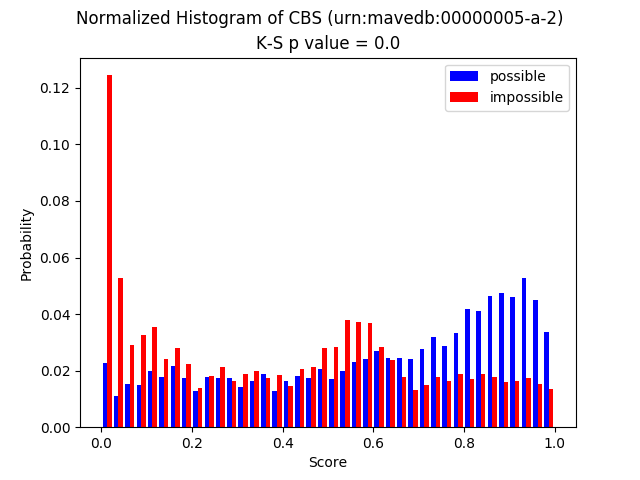 Normalized Histogram of CBS (urn:mavedb:00000005-a-2)
K-S p value = 0.0
possible
impossible
0.12
0.10
0.08
0.06
0.04
0.02
0.00
Probability
0.0 0.2 0.4 0.6 0.8 1.0
Score